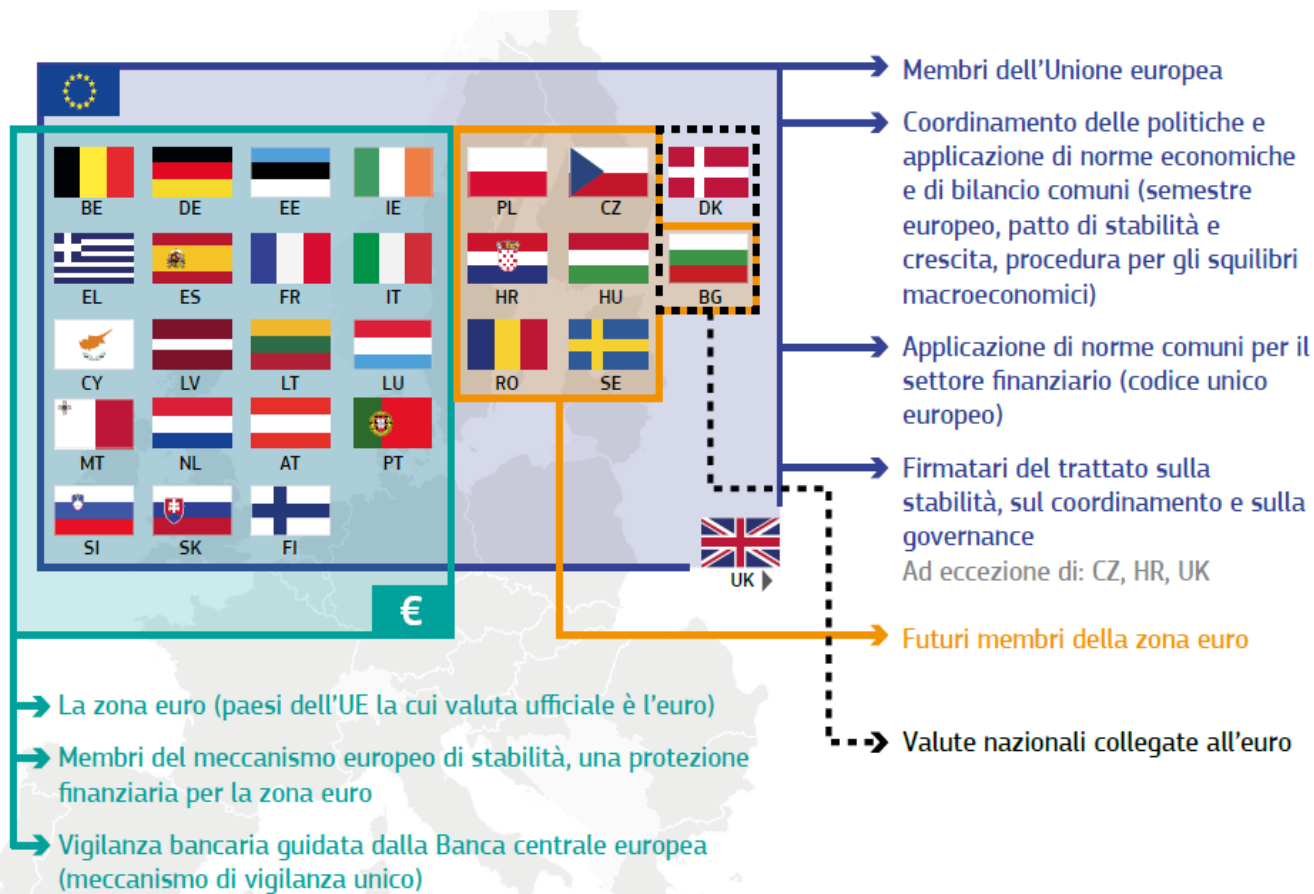 Membri dell'Unione europea
Coordinamento delle politiche e
applicazione di norme economiche
e di bilancio comuni (semestre
europeo, patto di stabilità e
crescita, procedura per gli squilibri
macroeconomici)
Applicazione di norme comuni per il
settore finanziario (codice unico
europeo)
Firmatari del trattato sulla
stabilità, sul coordinamento e sulla
governance
Ad eccezione di: CZ, HR, UK
Futuri membri della zona euro
Valute nazionali collegate all'euro
BE DE EE IE PL CZ DK
EL ES FR IT HR HU BG
CY LV LT LU RO SE
MT NL AT PT
SI SK FI
UK
€
La zona euro (paesi dell'UE la cui valuta ufficiale è l'euro)
Membri del meccanismo europeo di stabilità, una protezione
finanziaria per la zona euro
Vigilanza bancaria guidata dalla Banca centrale europea
(meccanismo di vigilanza unico)